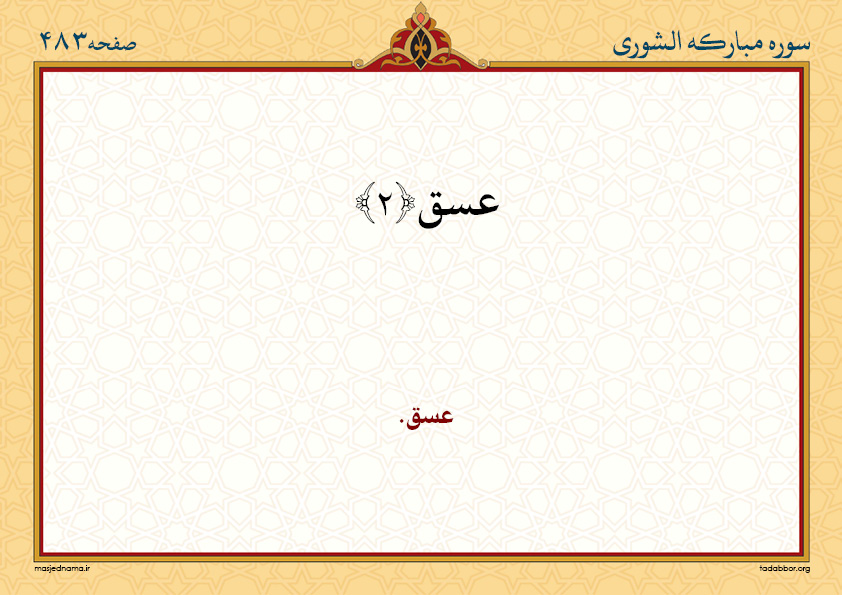 سوره مبارکه الشوری
صفحه۴۸۳
عسق﴿۲﴾
عسق.
masjednama.ir
tadabbor.org